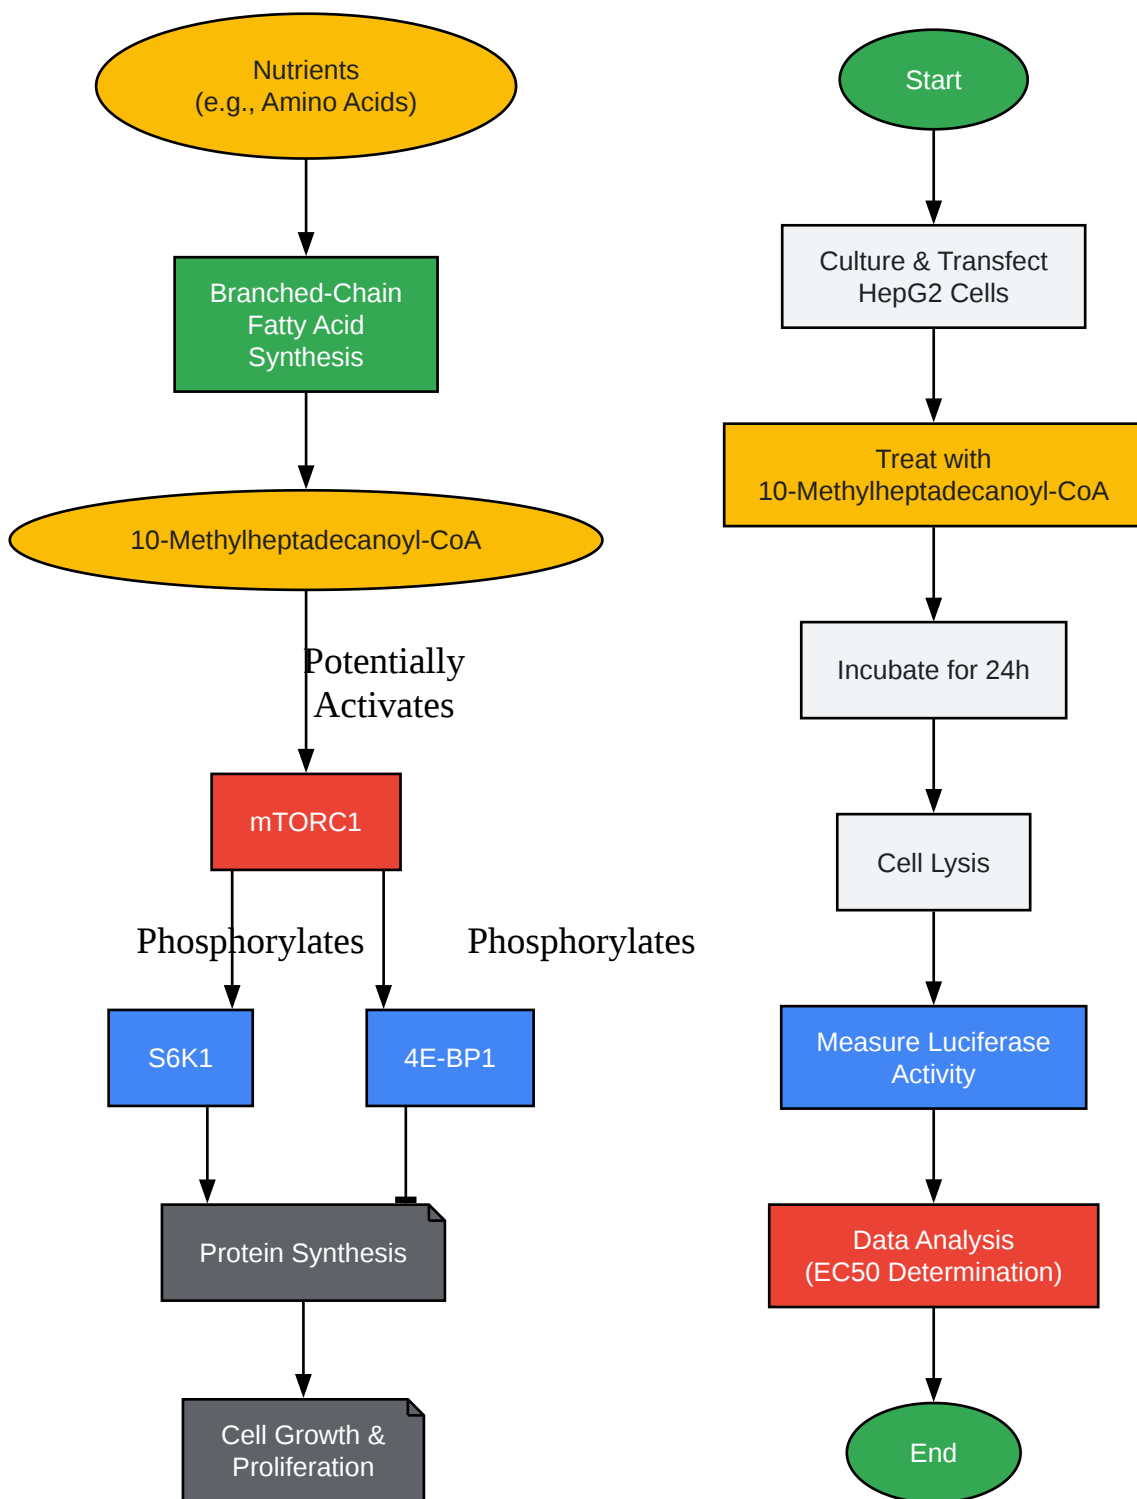 Nutrients
(e.g., Amino Acids)
Branched-Chain
Fatty Acid
Synthesis
10-Methylheptadecanoyl-CoA
Potentially
Activates
mTORC1
Phosphorylates
Phosphorylates
S6K1
4E-BP1
Protein Synthesis
Cell Growth &
Proliferation
Start
Culture & Transfect
HepG2 Cells
Treat with
10-Methylheptadecanoyl-CoA
Incubate for 24h
Cell Lysis
Measure Luciferase
Activity
Data Analysis
(EC50 Determination)
End